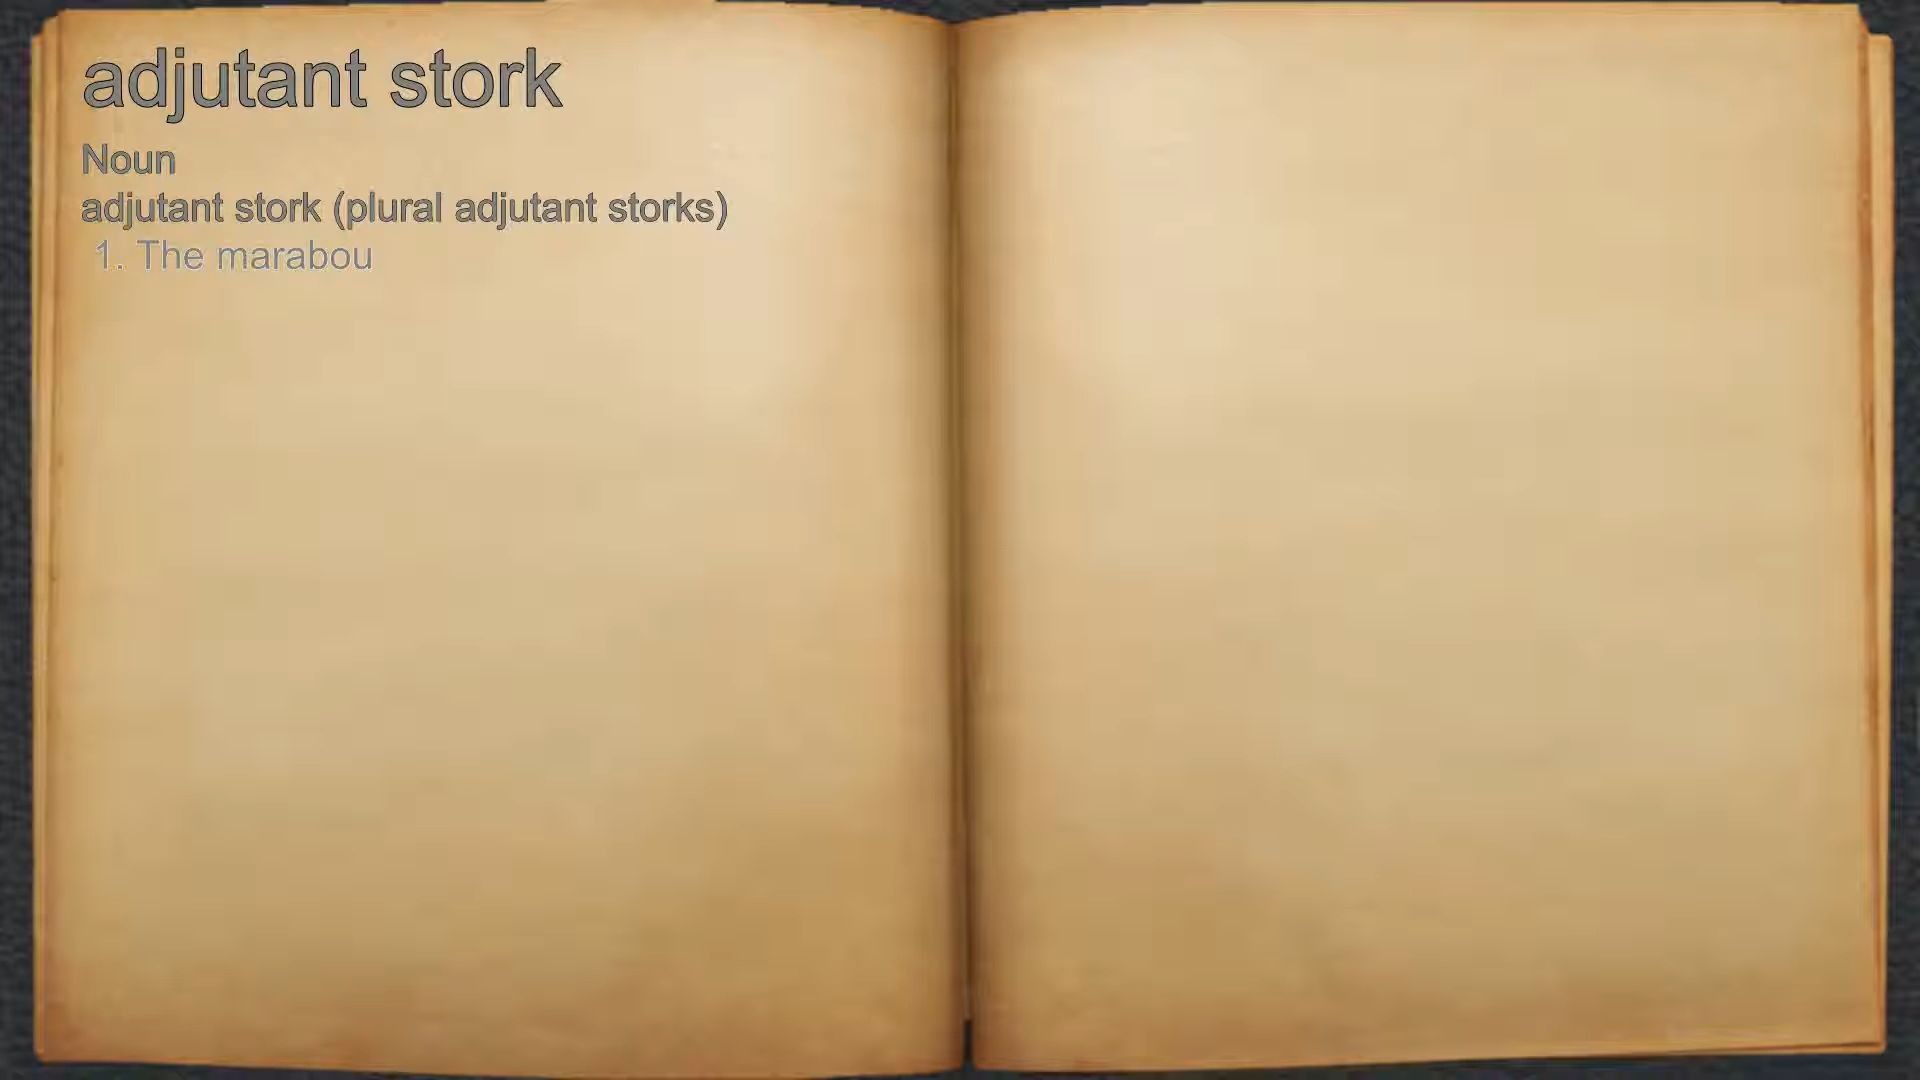 adjutant stork
Noun
adjutant stork (plural adjutant storks)
1. The marabou